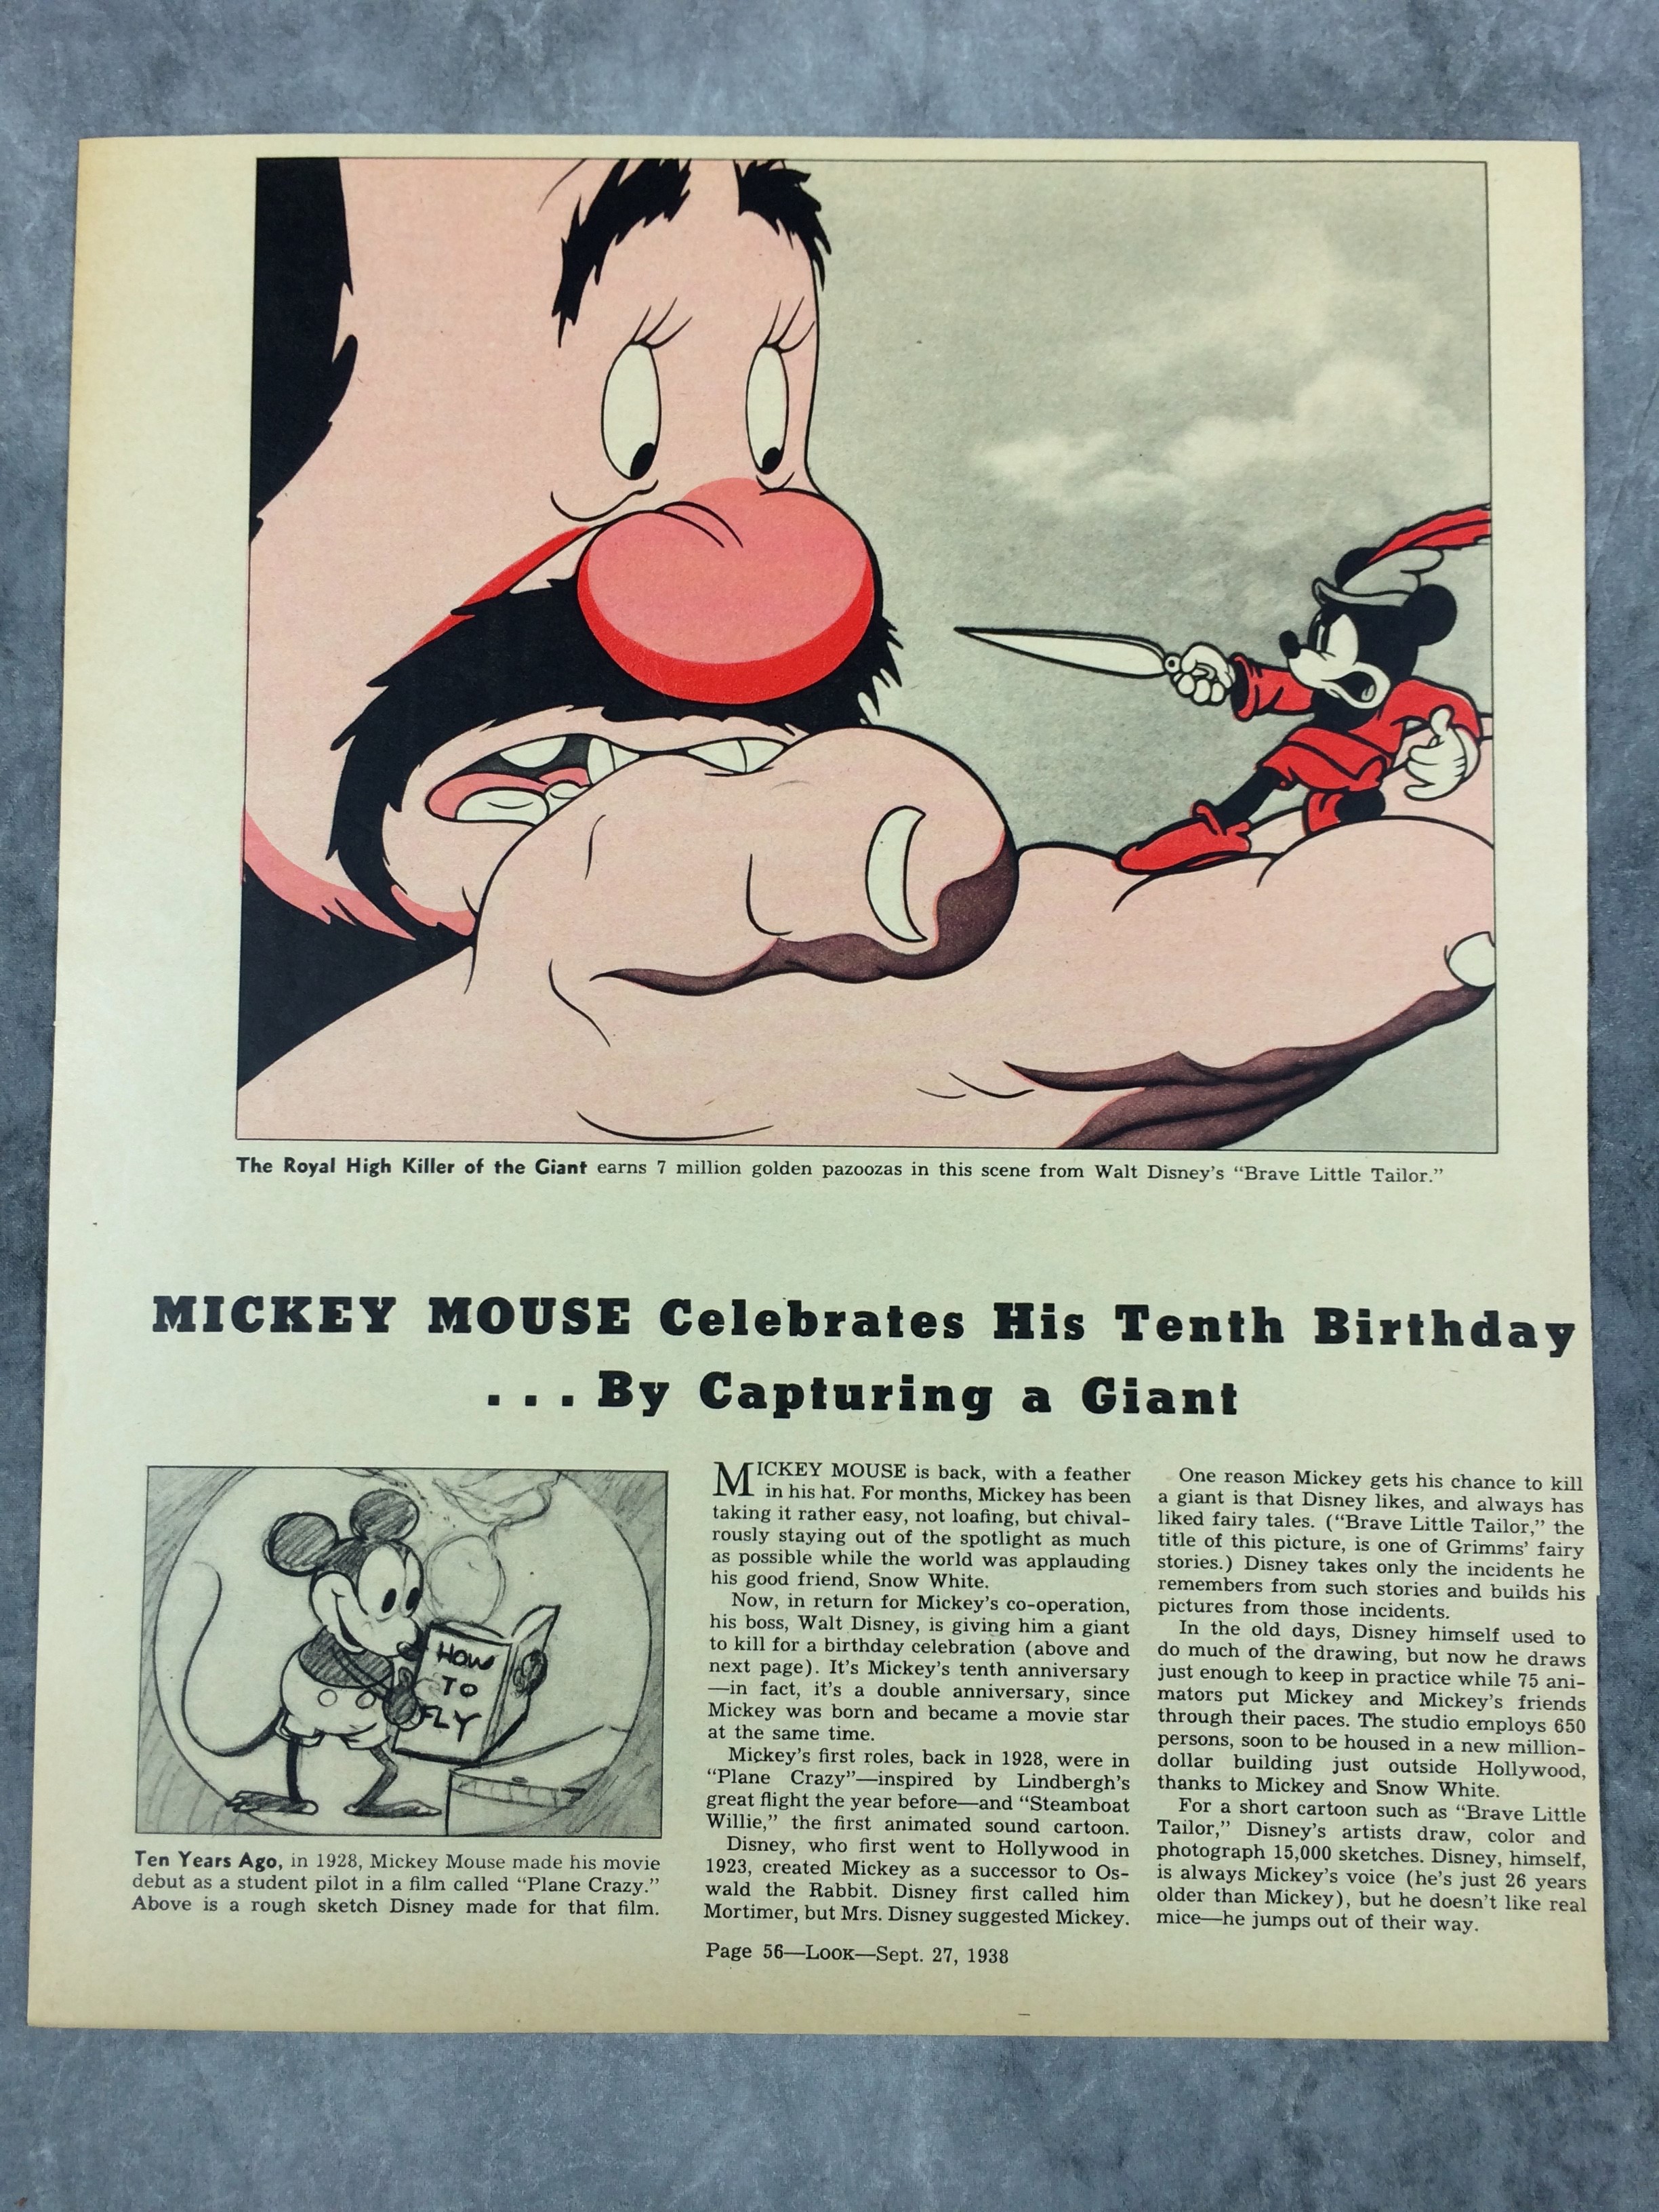 The Royal High Killer of the Giant earns 7 million golden pazoozas in this scene from Walt Disney's "Brave Little Tailor."
MICKEY MOUSE Celebrates His Tenth Birthday
. . . By Capturing a Giant
HOW
TO
FLY
Ten Years Ago, in 1928, Mickey Mouse made his movie
debut as a student pilot in a film called "Plane Crazy."
Above is a rough sketch Disney made for that film.
MICKEY MOUSE is back, with a feather
in his hat. For months, Mickey has been
taking it rather easy, not loafing, but chival-
rously staying out of the spotlight as much
as possible while the world was applauding
his good friend, Snow White.
Now, in return for Mickey's co-operation,
his boss, Walt Disney, is giving him a giant
to kill for a birthday celebration (above and
next page). It's Mickey's tenth anniversary
—in fact, it's a double anniversary, since
Mickey was born and became a movie star
at the same time.
Mickey's first roles, back in 1928, were in
"Plane Crazy"—inspired by Lindbergh's
great flight the year before—and "Steamboat
Willie," the first animated sound cartoon.
Disney, who first went to Hollywood in
1923, created Mickey as a successor to Os-
wald the Rabbit. Disney first called him
Mortimer, but Mrs. Disney suggested Mickey.
One reason Mickey gets his chance to kill
a giant is that Disney likes, and always has
liked fairy tales. ("Brave Little Tailor," the
title of this picture, is one of Grimms' fairy
stories.) Disney takes only the incidents he
remembers from such stories and builds his
pictures from those incidents.
In the old days, Disney himself used to
do much of the drawing, but now he draws
just enough to keep in practice while 75 ani-
mators put Mickey and Mickey's friends
through their paces. The studio employs 650
persons, soon to be housed in a new million-
dollar building just outside Hollywood,
thanks to Mickey and Snow White.
For a short cartoon such as "Brave Little
Tailor," Disney's artists draw, color and
photograph 15,000 sketches. Disney, himself,
is always Mickey's voice (he's just 26 years
older than Mickey), but he doesn't like real
mice—he jumps out of their way.
Page 56—LOOK—Sept. 27, 1938